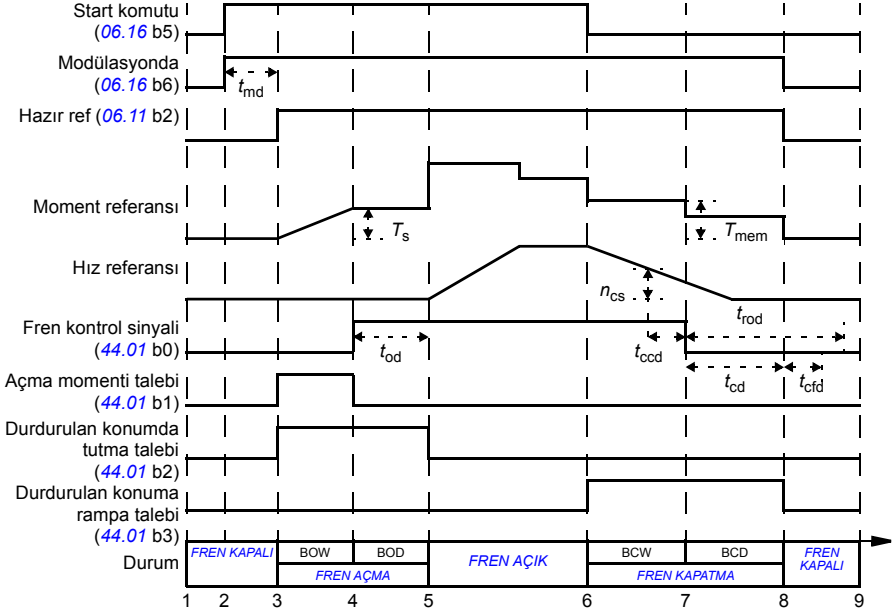 Start komutu
(06.16 b5)
Modülasyonda
(06.16 b6)
tmd
Hazır ref (06.11 b2)
Moment referansı
Ts
Tmem
Hız referansı
ncs
trod
Fren kontrol sinyali
(44.01 b0)
tod
tccd
tcd
tcfd
Açma momenti talebi
(44.01 b1)
Durdurulan konumda
tutma talebi
(44.01 b2)
Durdurulan konuma
rampa talebi
(44.01 b3)
Durum
FREN KAPALI
BOW
BOD
FREN AÇMA
FREN AÇIK
BCW
BCD
FREN KAPATMA
FREN
KAPALI
1 2 3 4 5 6 7 8 9